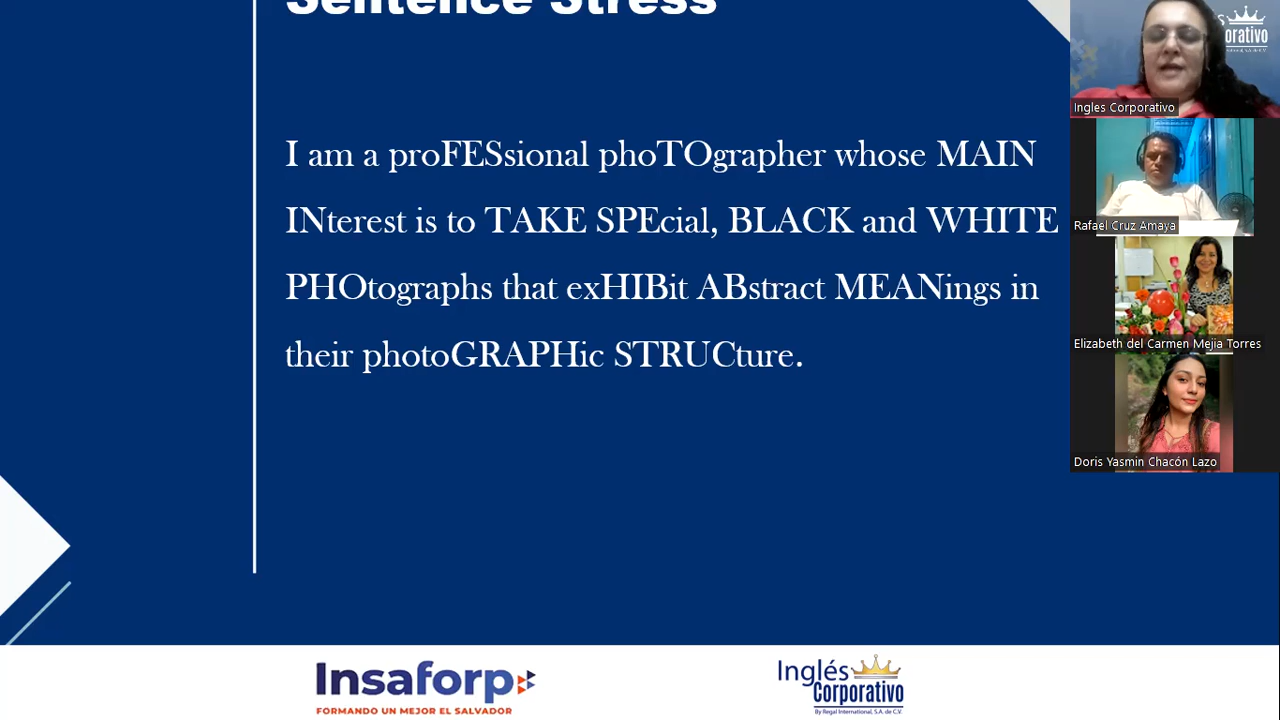 Sentence Stress
I am a proFESsional phoTOgrapher whose MAIN
INterest is to TAKE SPEcial, BLACK and WHITE
PHOtographs that exHIBit ABstract MEANings in
their photoGRAPHic STRUCture.
orativo
Ingles Corporativo
Rafael Cruz Amaya
Elizabeth del Carmen Mejia Torres
Doris Yasmin Chacón Lazo
Insaforp
FORMANDO UN MEJOR EL SALVADOR
Inglés
Corporativo
By Regal International, S.A. de C.V.